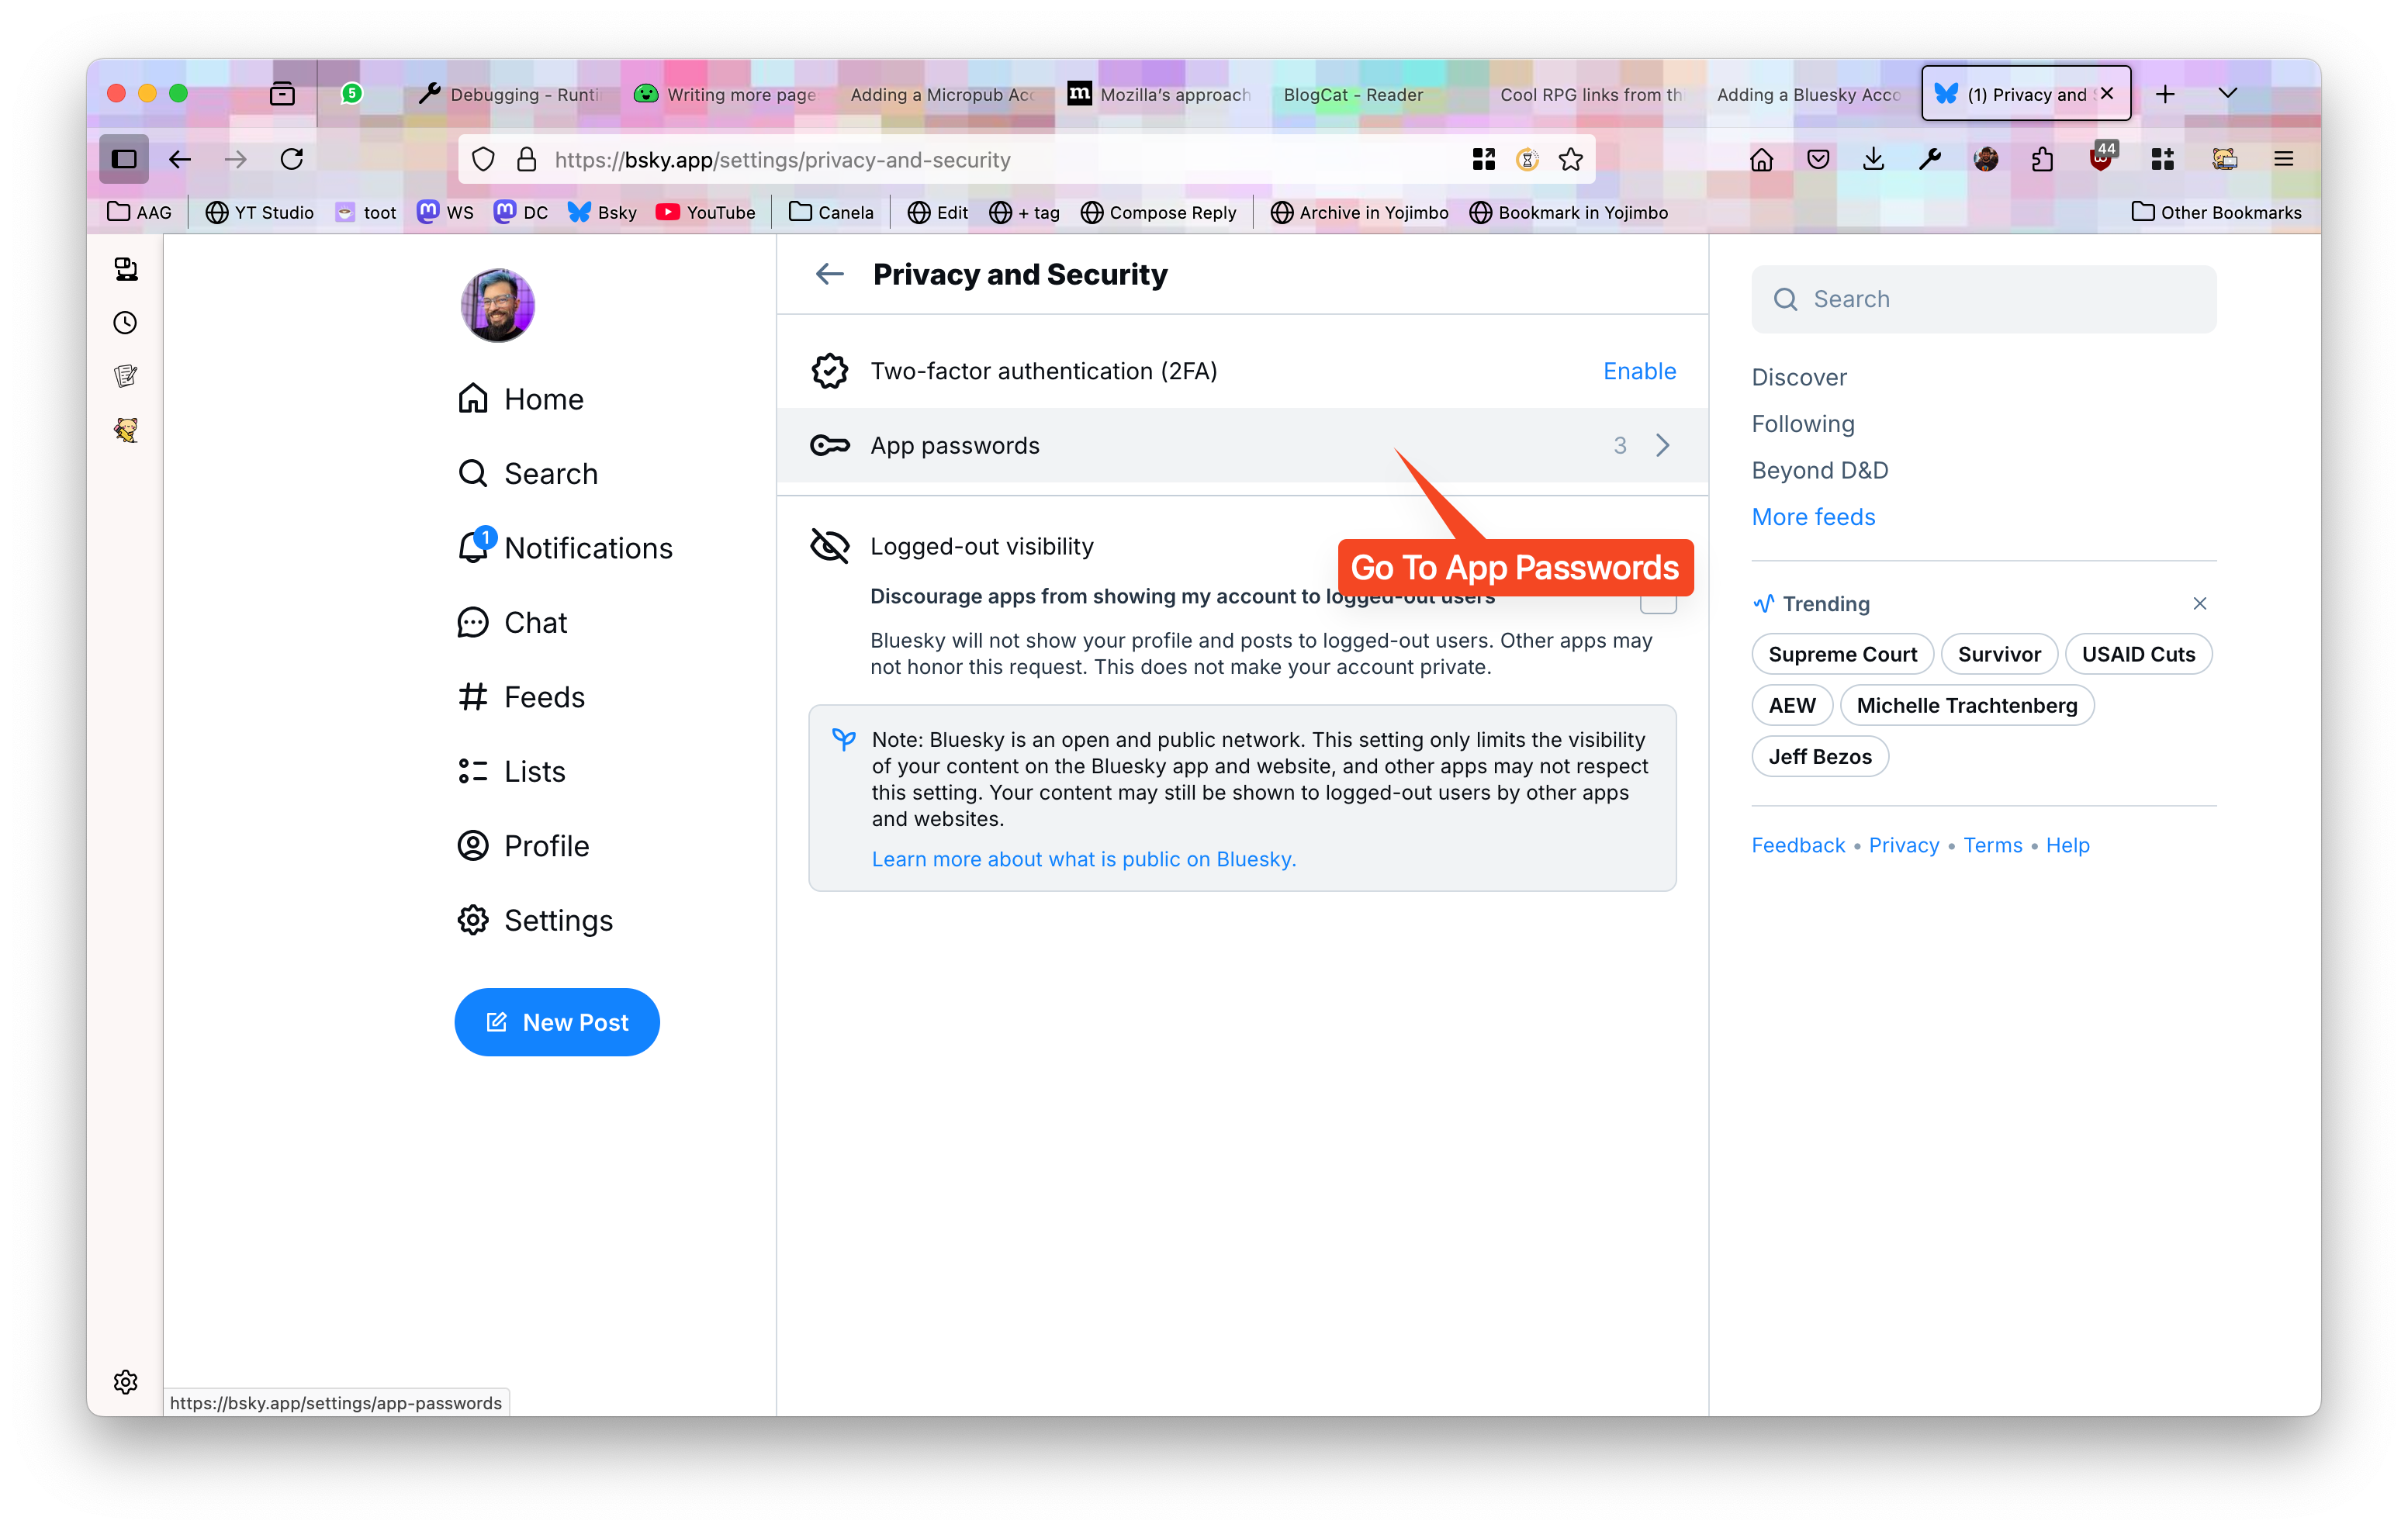 5
Debugging - Runti
Writing more page
Adding a Micropub Acc
Mozilla's approach
BlogCat - Reader
Cool RPG links from th
Adding a Bluesky Acco
(1) Privacy and S
https://bsky.app/settings/privacy-and-security
44
AAG
YT Studio
toot
WS
DC
Bsky
YouTube
Canela
Edit
+ tag
Compose Reply
Archive in Yojimbo
Bookmark in Yojimbo
Other Bookmarks
Home
Search
1
Notifications
Chat
Feeds
Lists
Profile
Settings
New Post
Privacy and Security
Two-factor authentication (2FA)
Enable
App passwords
3
Go To App Passwords
Logged-out visibility
Discourage apps from showing my account to logged-out users
Bluesky will not show your profile and posts to logged-out users. Other apps may
not honor this request. This does not make your account private.
Note: Bluesky is an open and public network. This setting only limits the visibility
of your content on the Bluesky app and website, and other apps may not respect
this setting. Your content may still be shown to logged-out users by other apps
and websites.
Learn more about what is public on Bluesky.
Search
Discover
Following
Beyond D&D
More feeds
Trending
Supreme Court
Survivor
USAID Cuts
AEW
Michelle Trachtenberg
Jeff Bezos
Feedback • Privacy • Terms • Help
https://bsky.app/settings/app-passwords